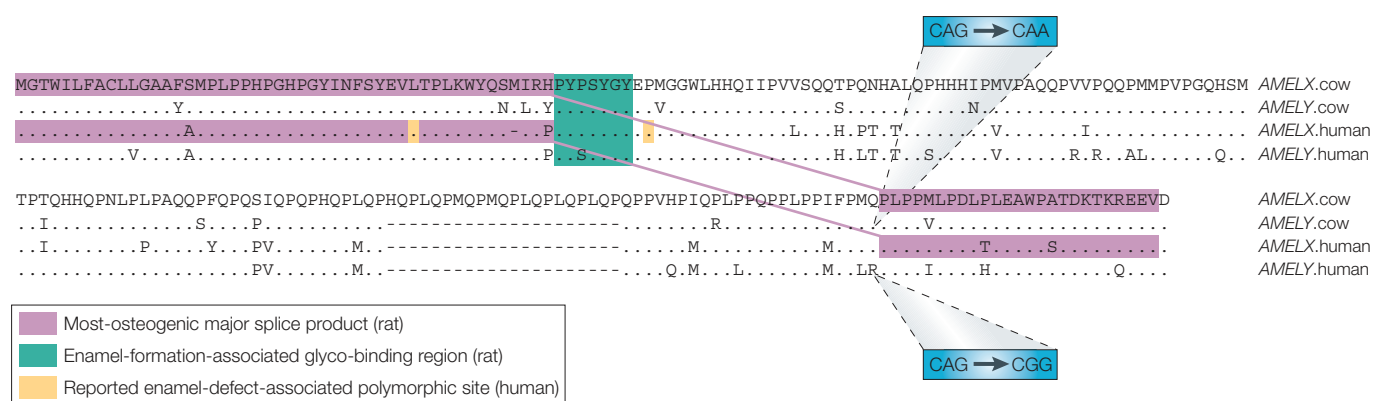 CAG → CAA
MGTWILFACLLGAAFSMPLPPHPGHPGYINFSYEVLTPLKWYQSMIRHPYPSYGYEPMGGWLHHQIIPVVSQQTPQNHALQPHHHIPMVPAQQPVVPQQPMMPVPGQHSM AMELX.cow
..............Y............................N.L.Y.........V...............S...........N........................ AMELY.cow
...............A............................-..P.....................V...H.PT.T........V.......I.............. AMELX.human
..........V....A...............................P..S......................H.LT.T..S.....V......R.R..AL......Q.. AMELY.human
TPTQHHQPNLPLPAQQPFQPQSIQPQPHQPLQPHQPLQPMQPMQPLQPLQPLQPQPPVHPIQPLPPQPPLPPIFPMQPLPPMLPDLPLEAWPATDKTKREEVD AMELX.cow
..I.............S....P...........---------------------........R..................V..................... AMELY.cow
..I........P.....Y...PV.......M..---------------------......M...........M.............T.....S.......... AMELX.human
.....................PV.......M..---------------------....Q.M...L.......M..LR....I....H...........Q.... AMELY.human
Most-osteogenic major splice product (rat)
Enamel-formation-associated glyco-binding region (rat)
Reported enamel-defect-associated polymorphic site (human)
CAG → CGG